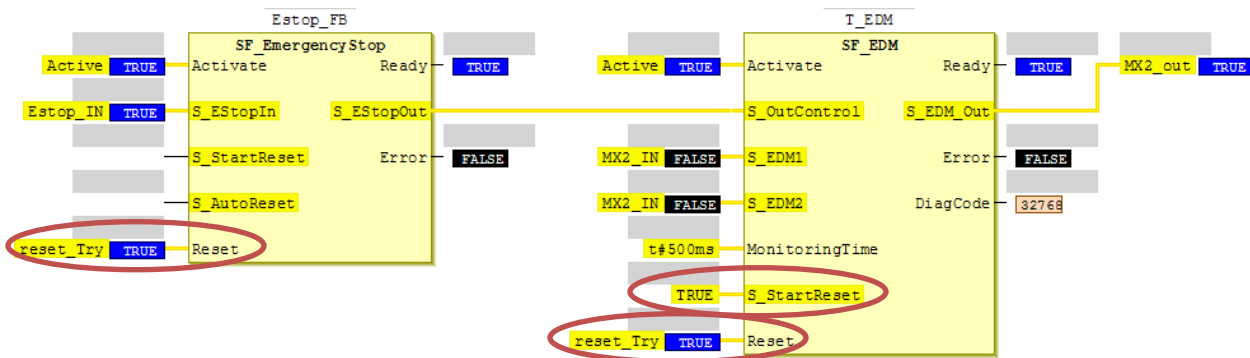 Estop_FB T_EDM
SF_EmergencyStop SF_EDM
Active TRUE Activate Ready TRUE Active TRUE Activate Ready TRUE MX2_out TRUE
Estop_IN TRUE S_EStopIn S_EStopOut S_OutControl S_EDM_Out
S_StartReset Error FALSE MX2_IN FALSE S_EDM1 Error FALSE
S_AutoReset MX2_IN FALSE S_EDM2 DiagCode 32768
reset_Try TRUE Reset t#500ms MonitoringTime
TRUE S_StartReset
reset_Try TRUE Reset